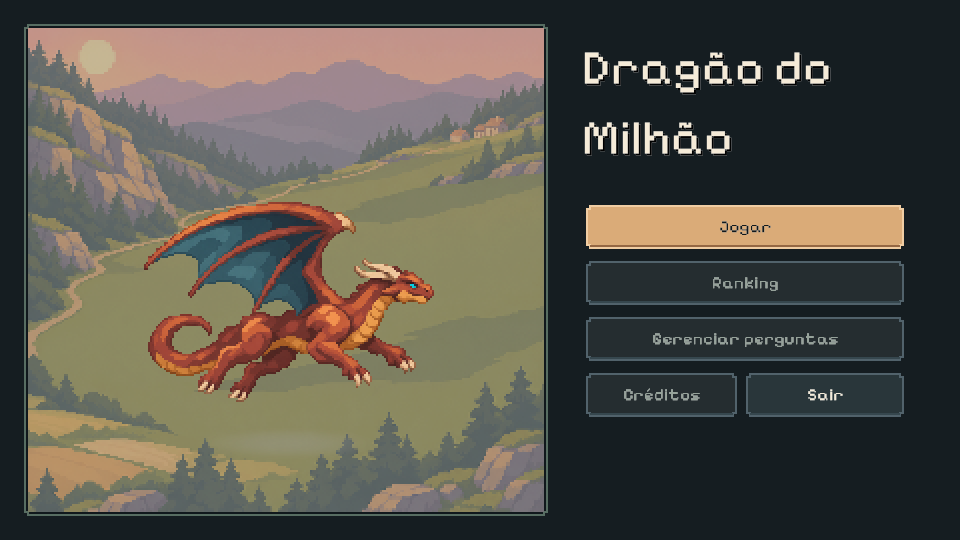 Dragão do
Milhão
Jogar
Ranking
Gerenciar perguntas
Créditos
Sair